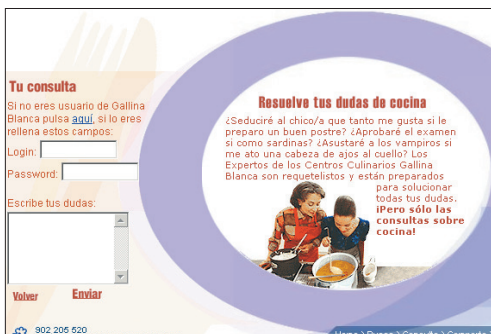 Tu consulta
Si no eres usuario de Gallina
Blanca pulsa aquí, si lo eres
rellena estos campos:
Login:
Password:
Escribe tus dudas:
Volver
Enviar
902 205 520
Resuelve tus dudas de cocina
¿Seduciré al chico/a que tanto me gusta si le
preparo un buen postre? ¿Aprobaré el examen
si como sardinas? ¿Asustaré a los vampiros si
me ato una cabeza de ajos al cuello? Los
Expertos de los Centros Culinarios Gallina
Blanca son requetelistos y están preparados
para solucionar
todas tus dudas.
¡Pero sólo las
consultas sobre
cocina!